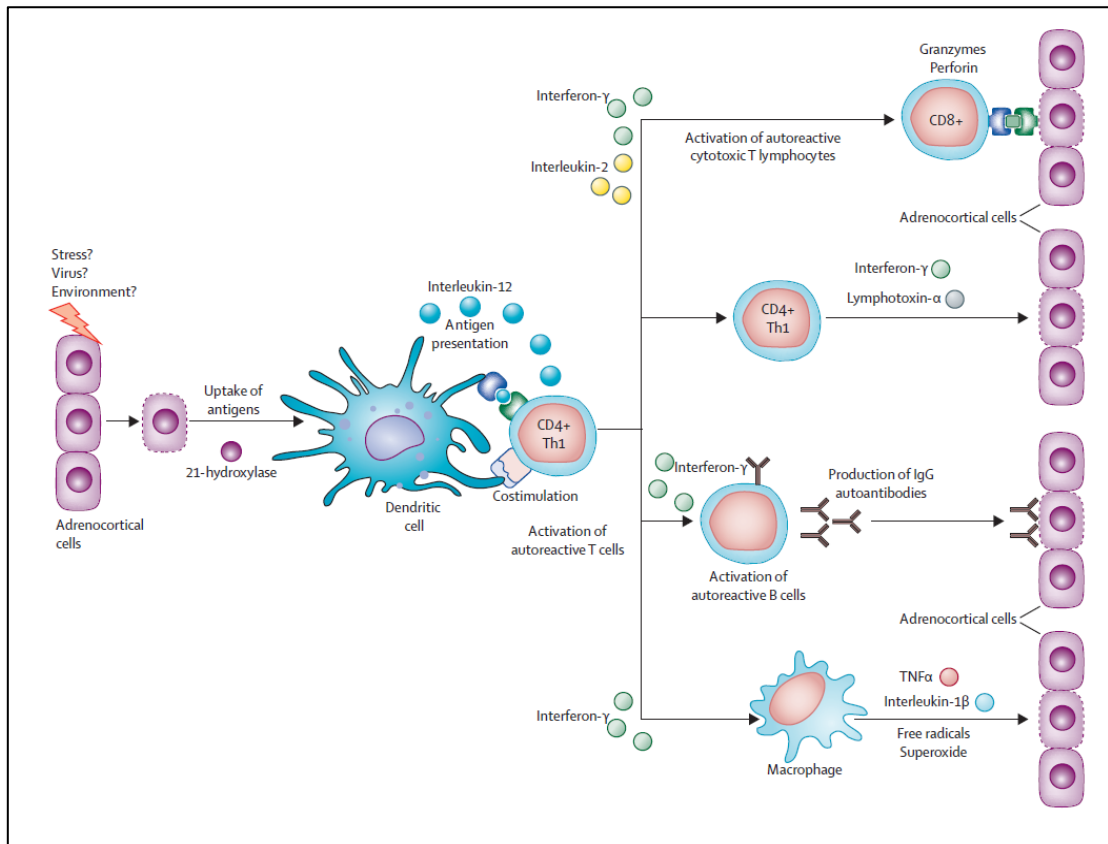 Stress?
Virus?
Environment?
Adrenocortical
cells
Uptake of
antigens
21-hydroxylase
Interleukin-12
Antigen
presentation
Dendritic
cell
CD4+
Th1
Costimulation
Activation of
autoreactive T cells
Interferon-γ
Interleukin-2
Activation of autoreactive
cytotoxic T lymphocytes
Granzymes
Perforin
CD8+
Adrenocortical cells
CD4+
Th1
Interferon-γ
Lymphotoxin-α
Interferon-γ
Activation of
autoreactive B cells
Production of IgG
autoantibodies
Adrenocortical cells
Interferon-γ
Macrophage
TNFα
Interleukin-1β
Free radicals
Superoxide